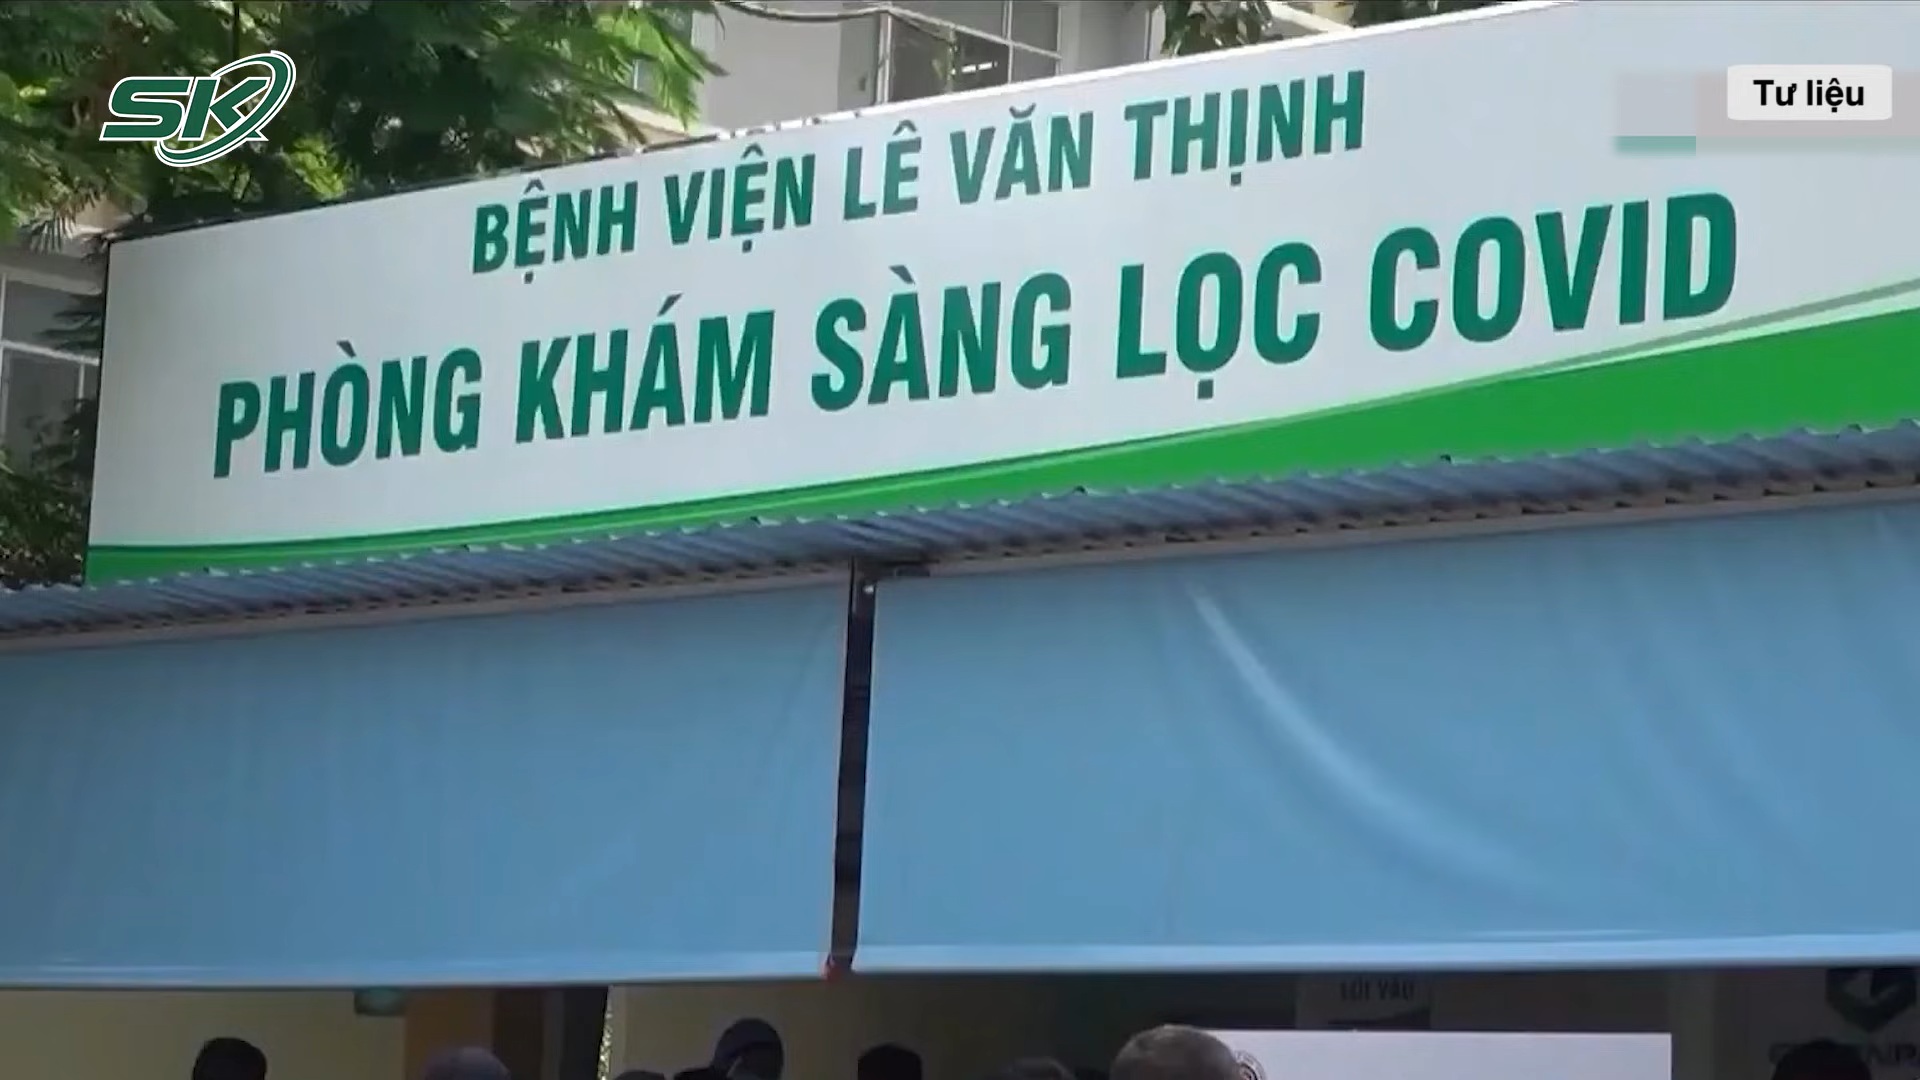 SK
Tư liệu
BỆNH VIỆN LÊ VĂN THỊNH
PHÒNG KHÁM SÀNG LỌC COVID
LỐI VÀO